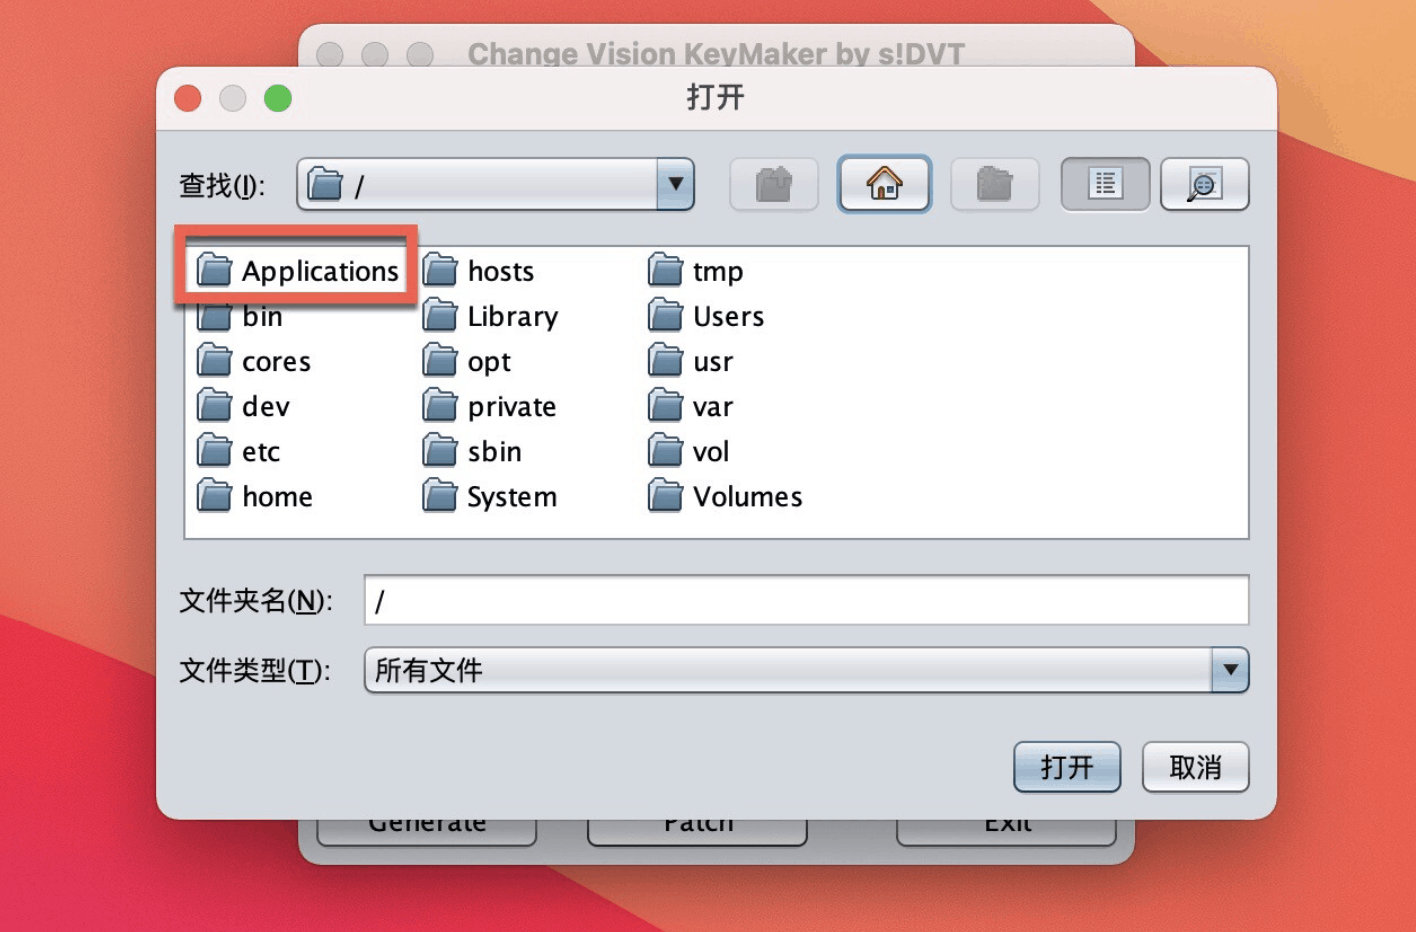 Change Vision KeyMaker by s!DVT
打开
查找(I): /
Applications hosts tmp
bin Library Users
cores opt usr
dev private var
etc sbin vol
home System Volumes
文件夹名(N): /
文件类型(T): 所有文件
打开 取消
Generate Patch Exit